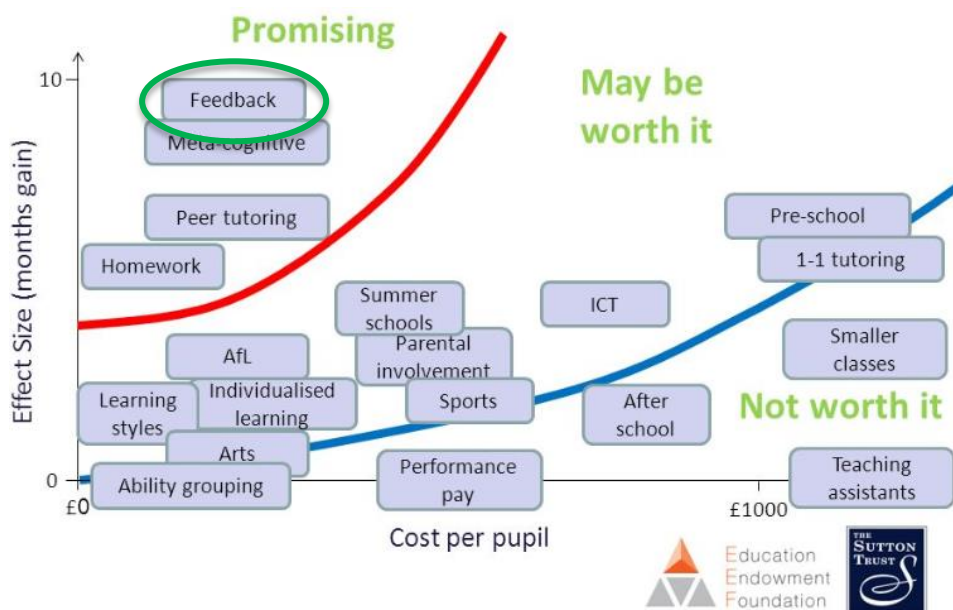 Promising
10
Feedback
May be
worth it
Meta-cognitive
Peer tutoring
Pre-school
Homework
1-1 tutoring
Effect Size (months gain)
Summer
schools
ICT
AfL
Parental
involvement
Smaller
classes
Learning
styles
Individualised
learning
Sports
After
school
Not worth it
Arts
0
Ability grouping
Performance
pay
Teaching
assistants
£0
£1000
Cost per pupil
Education
Endowment
Foundation
THE
SUTTON
TRUST
S